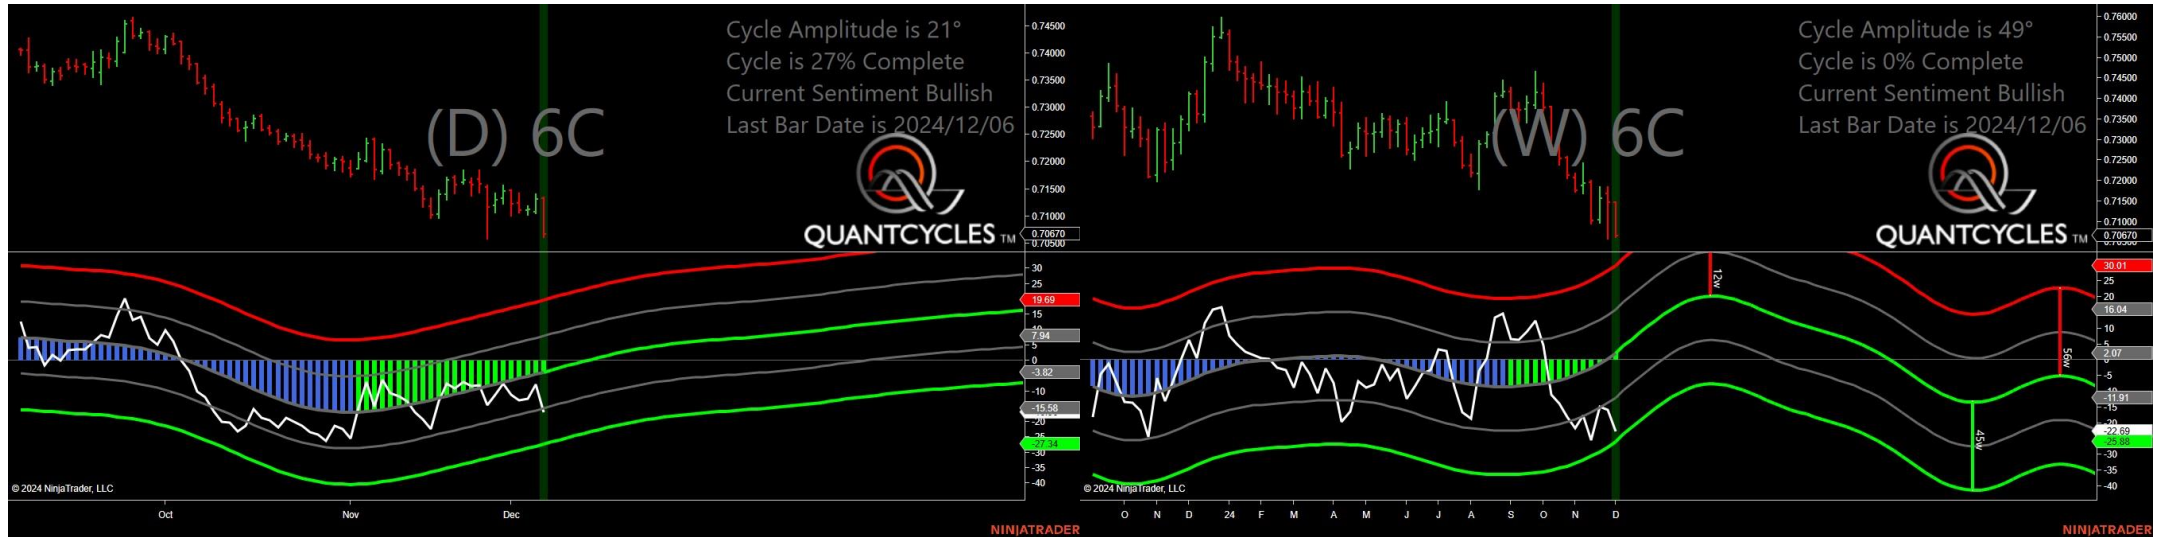 Cycle Amplitude is 21°
Cycle is 27% Complete
Current Sentiment Bullish
Last Bar Date is 2024/12/06
(D) 6C
QUANTCYCLES TM
0.74500
0.74000
0.73500
0.73000
0.72500
0.72000
0.71500
0.71000
0.70670
0.70500
30
25
19.69
15
10
7.94
5
0
-3.82
-10
-15.58
-20
-25
-27.34
-30
-35
-40
© 2024 NinjaTrader, LLC
Oct Nov Dec
NINJATRADER
Cycle Amplitude is 49°
Cycle is 0% Complete
Current Sentiment Bullish
Last Bar Date is 2024/12/06
(W) 6C
QUANTCYCLES TM
0.76000
0.75500
0.75000
0.74500
0.74000
0.73500
0.73000
0.72500
0.72000
0.71500
0.71000
0.70670
12w
45w
56w
30.01
25
20
16.04
10
5
2.07
-5
-11.91
-15
-22.69
-25.88
-30
-35
-40
© 2024 NinjaTrader, LLC
O N D 24 F M A M J J A S O N D
NINJATRADER